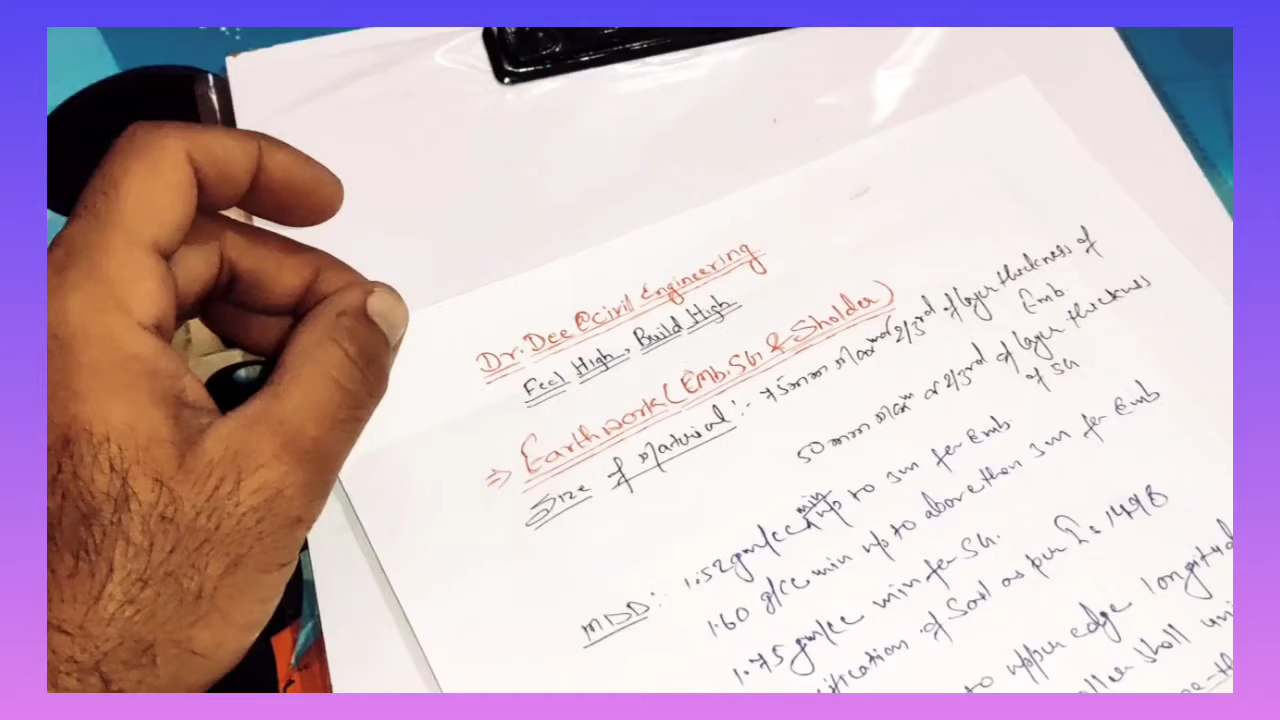 Dr. Dee @Civil Engineering
Feel High, Build High
⇒ Earthwork (Emb. SG & Sholder)
Size of Material :- 75mm Maxm or 2/3rd of layer thickness of Emb.
50mm Maxm or 2/3rd of layer thickness of SG
MDD: 1.52gm/cc min up to 3m for Emb.
1.60 g/cc min up to above than 3m for Emb
1.75gm/cc min for SG.
of Soil as per IS 1498
to upper edge longitud
shall